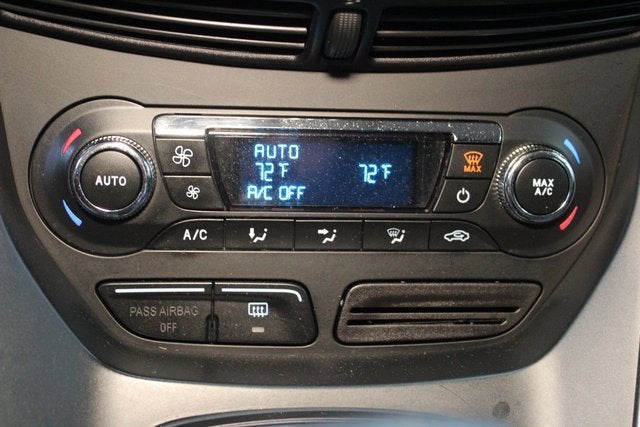 AUTO
72°F 72°F
A/C OFF
MAX
AUTO
MAX
A/C
A/C
PASS AIRBAG
OFF